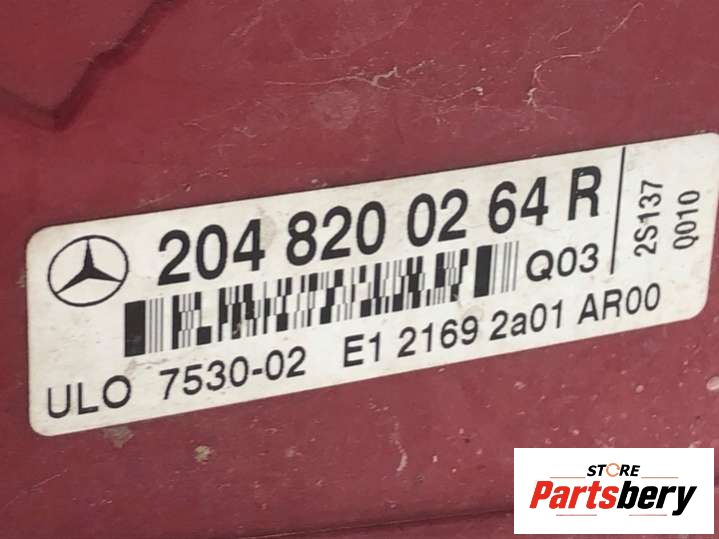 204 820 02 64 R
Q03
2S137
Q010
ULO 7530-02 E1 2169 2a01 AR00
STORE
Partsbery